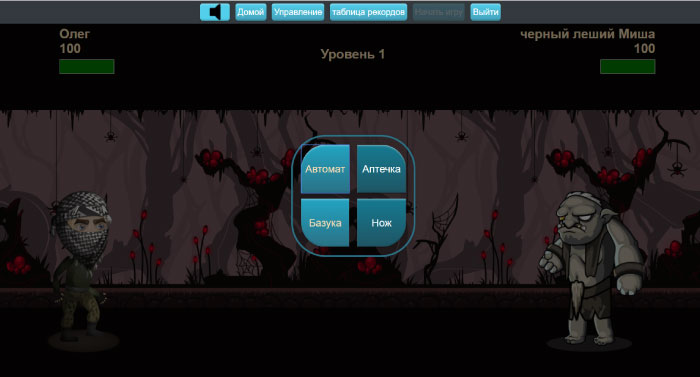 Домой Управление таблица рекордов Начать игру Выйти
Олег
100
Уровень 1
черный леший Миша
100
Автомат Аптечка
Базука Нож